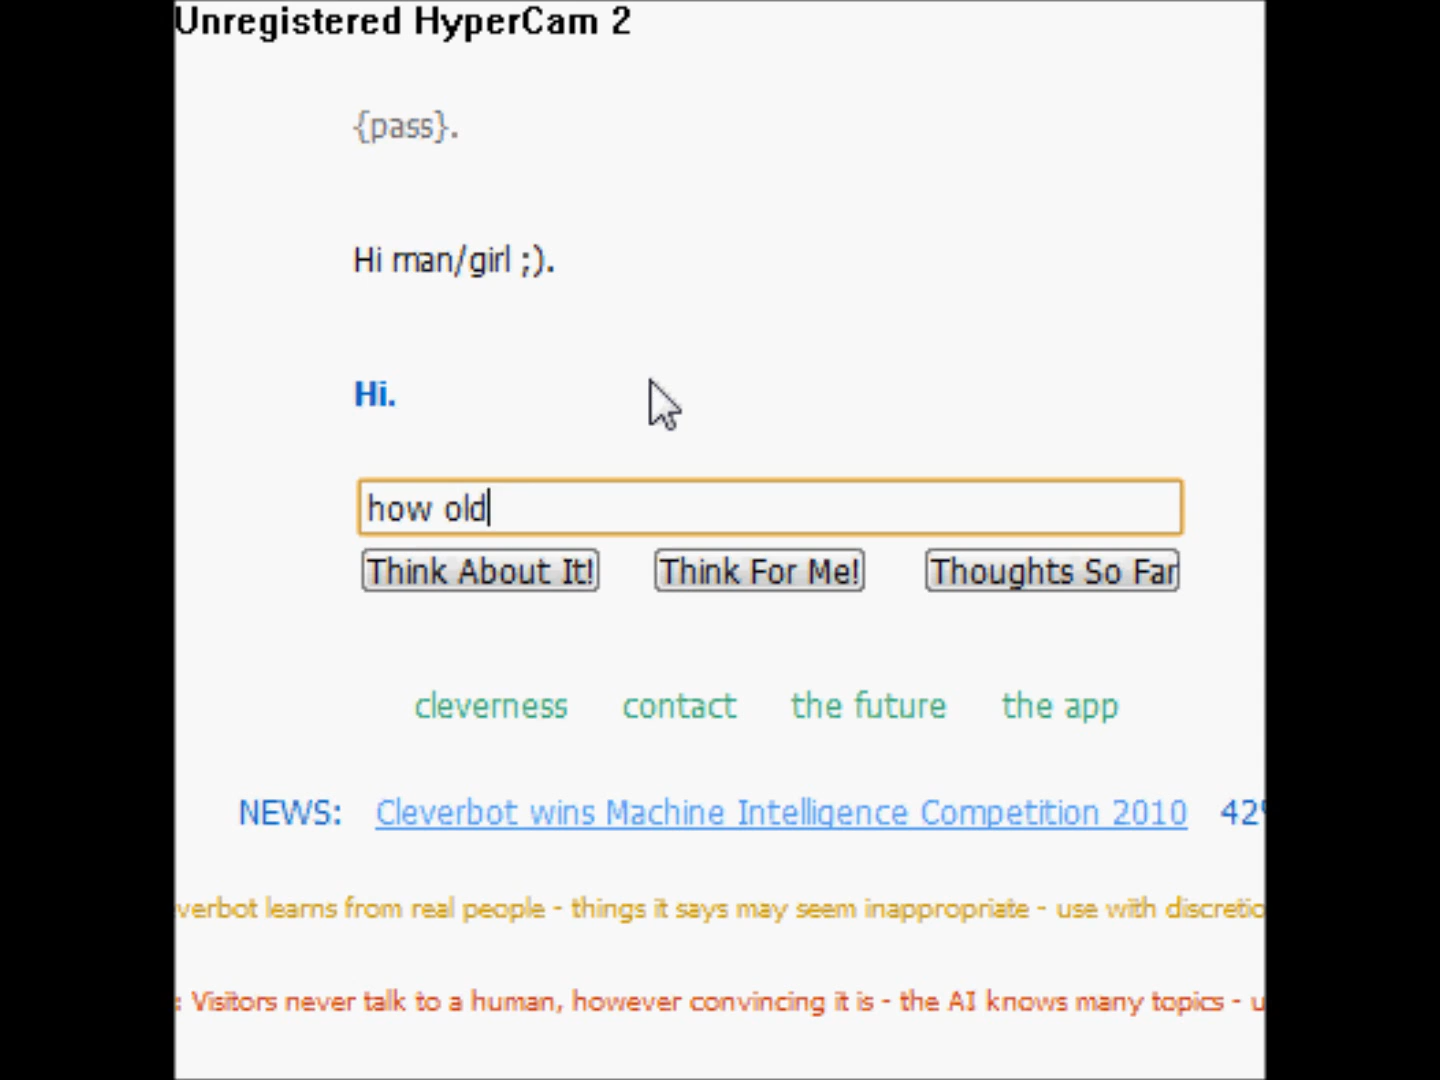 Unregistered HyperCam 2
{pass}.
Hi man/girl ;).
Hi.
how old
Think About It! Think For Me! Thoughts So Far
cleverness contact the future the app
NEWS: Cleverbot wins Machine Intelligence Competition 2010 42
verbot learns from real people - things it says may seem inappropriate - use with discretio
: Visitors never talk to a human, however convincing it is - the AI knows many topics - u